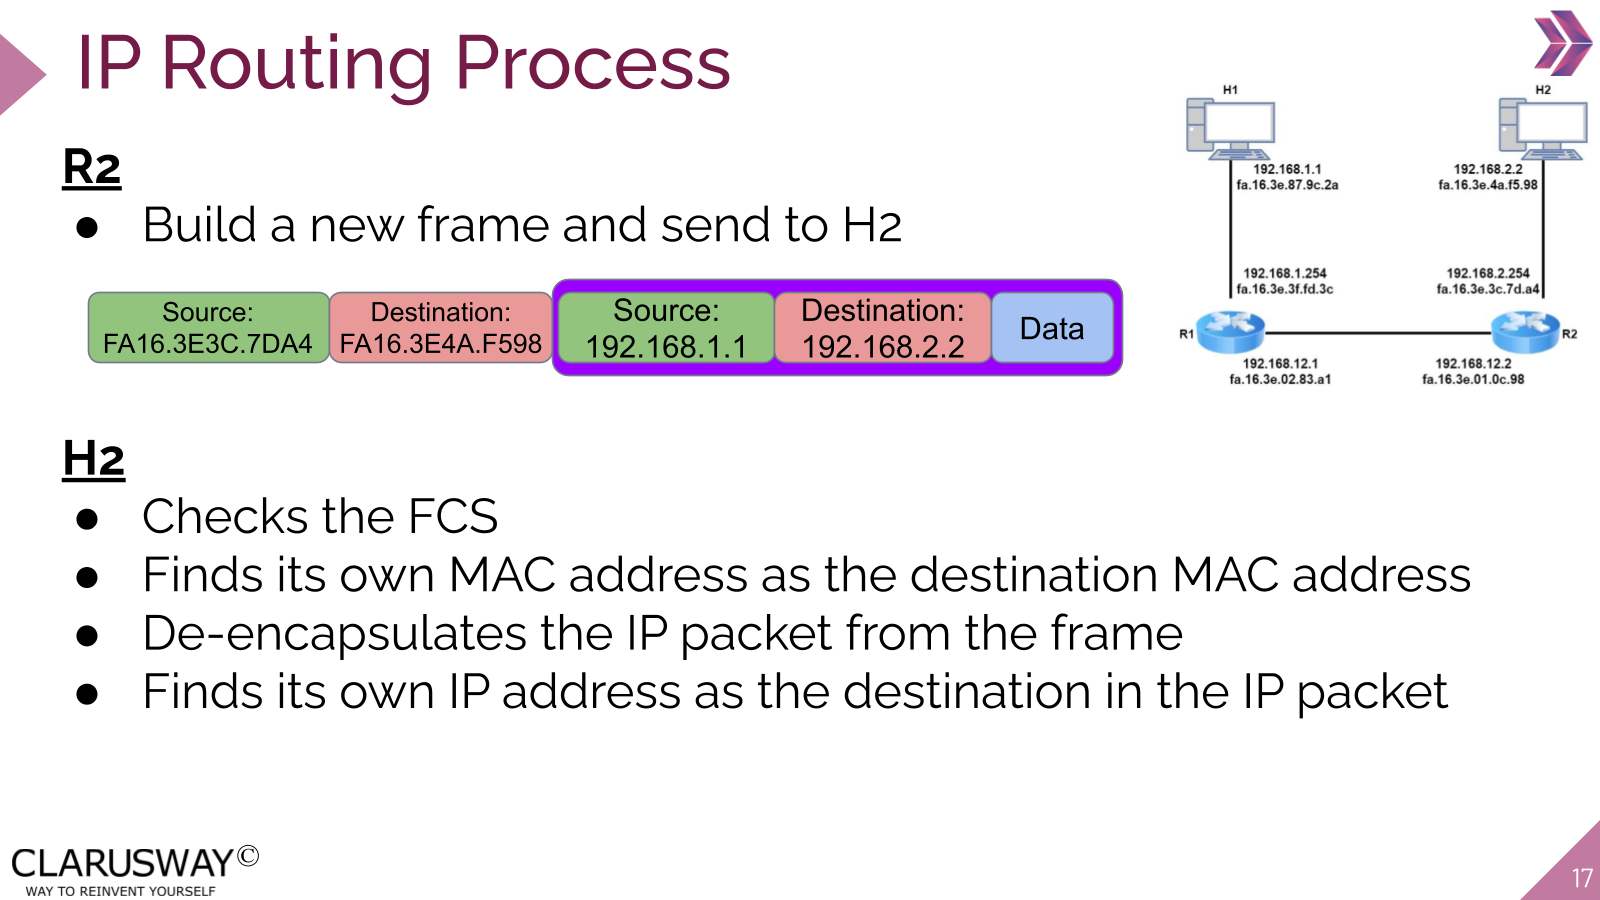 IP Routing Process
R2
● Build a new frame and send to H2
Source:
FA16.3E3C.7DA4
Destination:
FA16.3E4A.F598
Source:
192.168.1.1
Destination:
192.168.2.2
Data
H1
192.168.1.1
fa.16.3e.87.9c.2a
H2
192.168.2.2
fa.16.3e.4a.f5.98
192.168.1.254
fa.16.3e.3f.fd.3c
192.168.2.254
fa.16.3e.3c.7d.a4
R1
R2
192.168.12.1
fa.16.3e.02.83.a1
192.168.12.2
fa.16.3e.01.0c.98
H2
● Checks the FCS
● Finds its own MAC address as the destination MAC address
● De-encapsulates the IP packet from the frame
● Finds its own IP address as the destination in the IP packet
CLARUSWAY©
WAY TO REINVENT YOURSELF
17